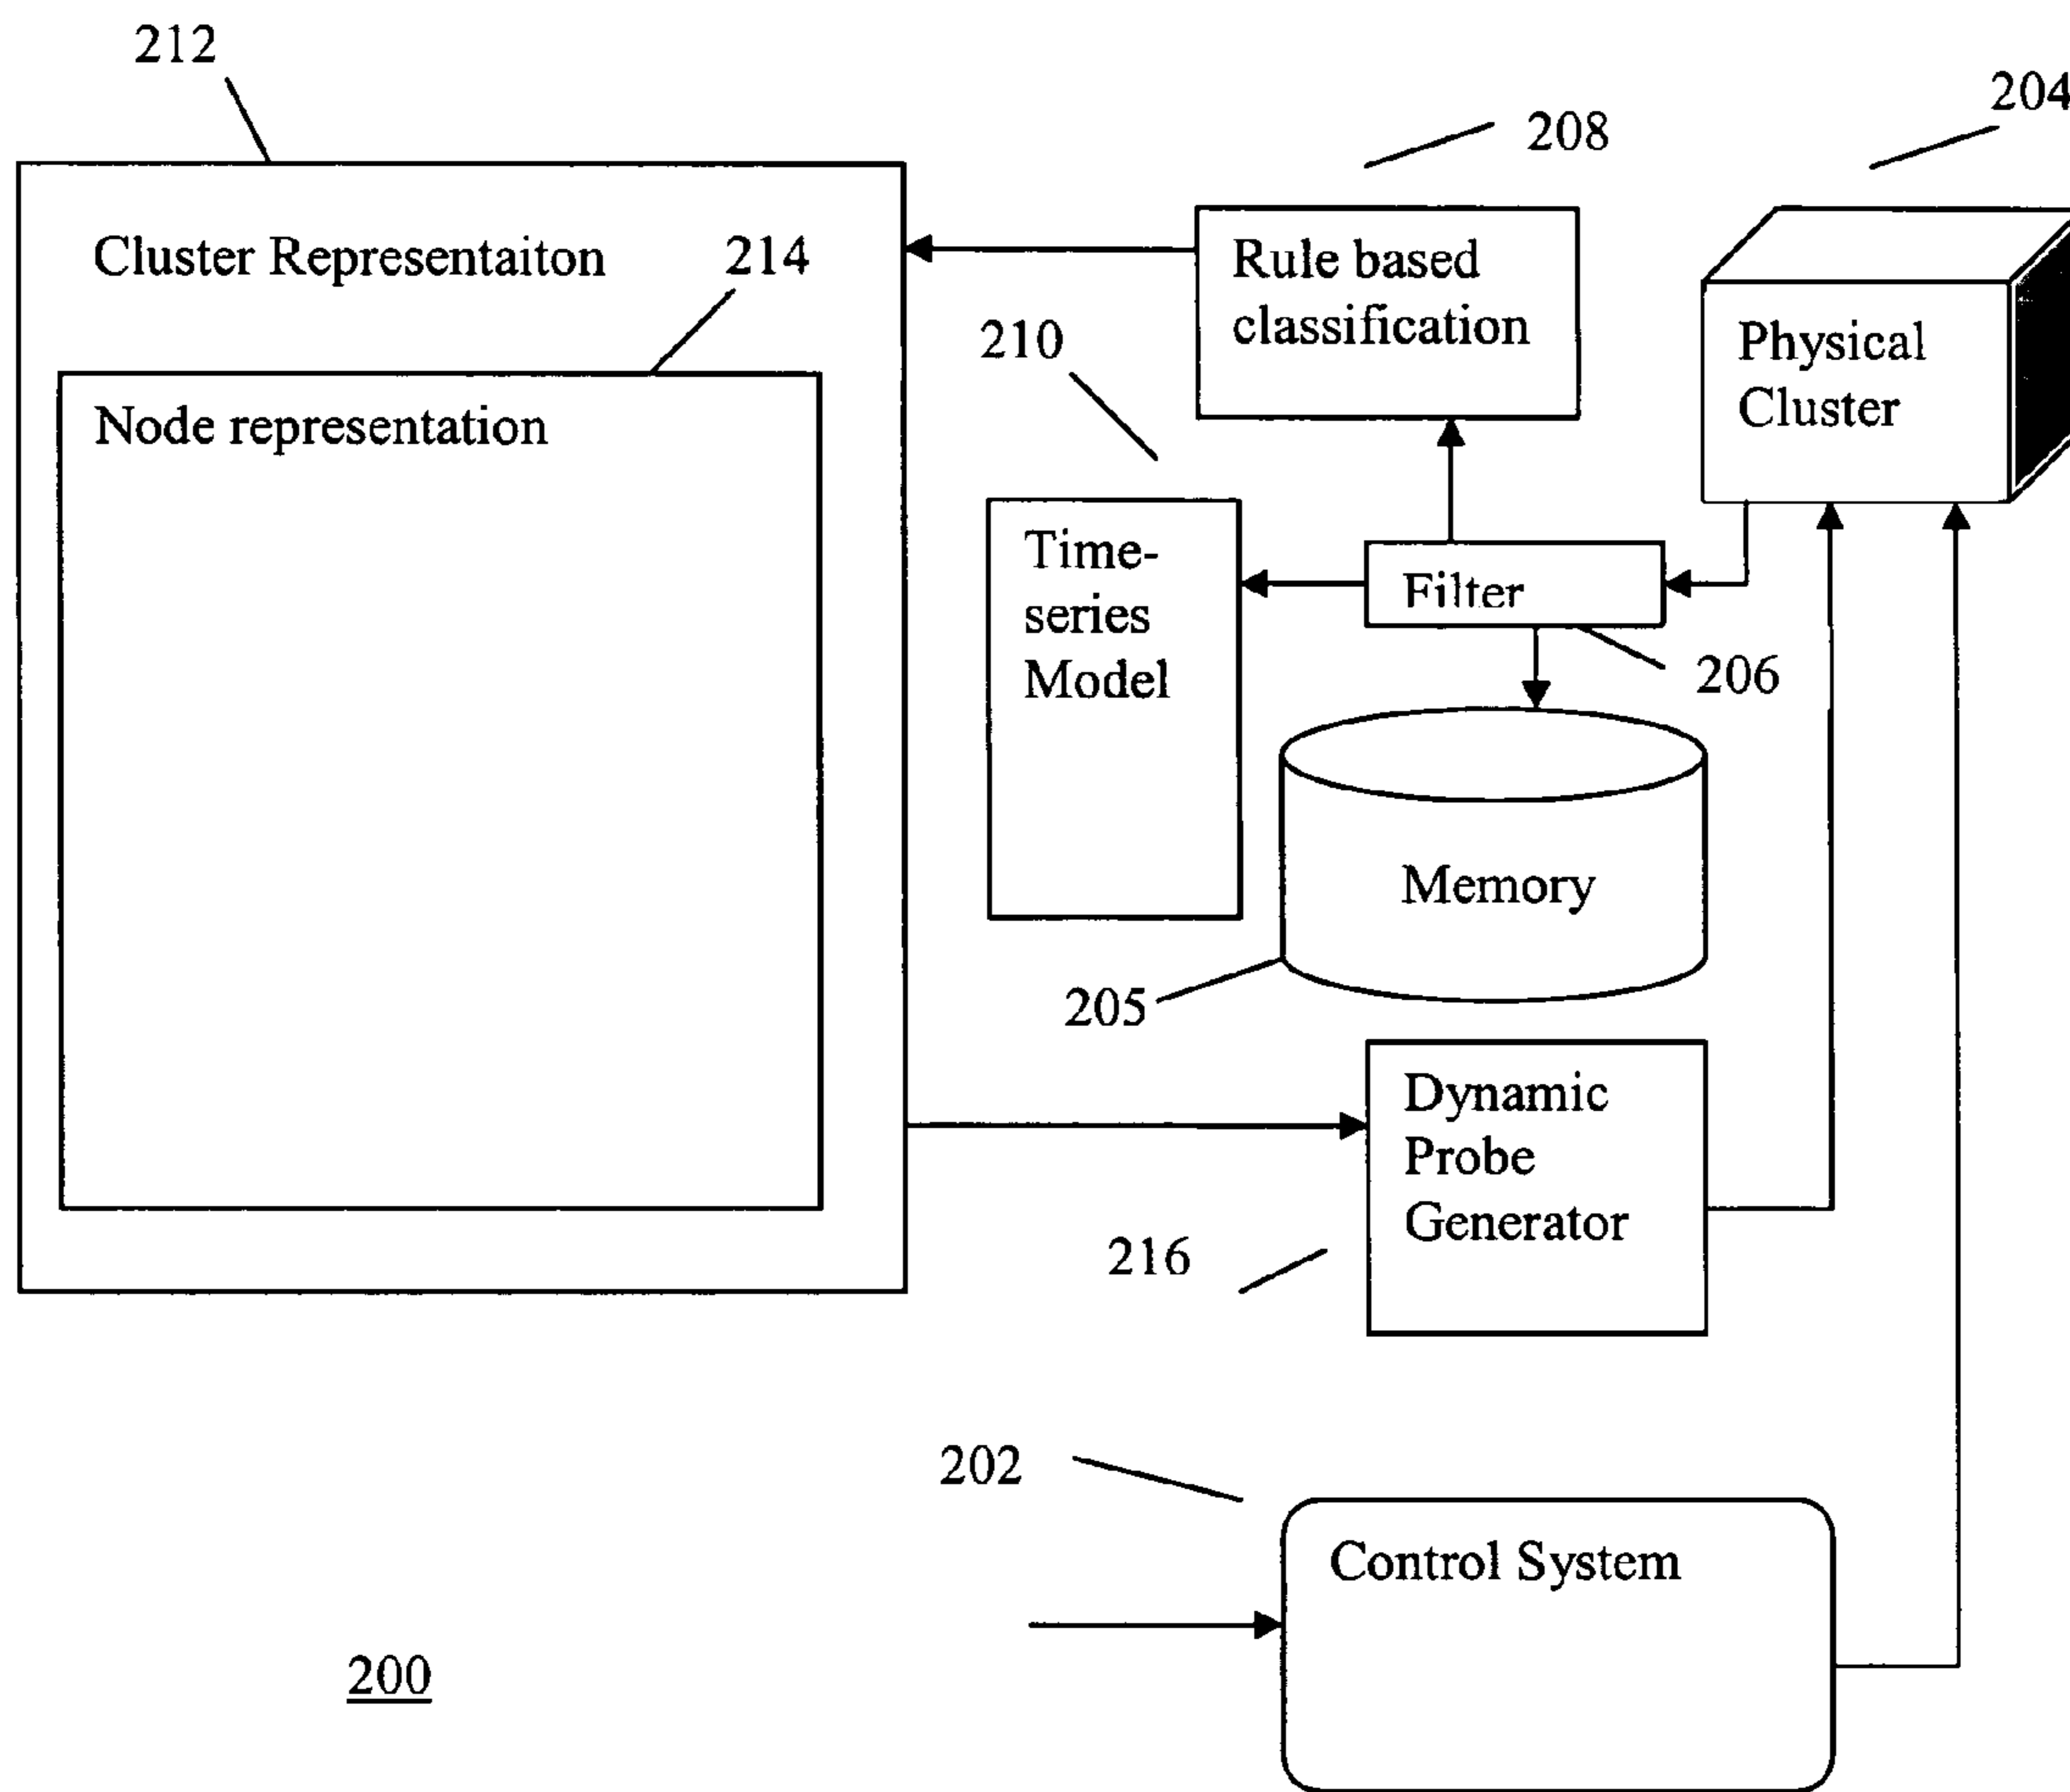 212
204
208
Cluster Representaiton
214
Rule based
classification
210
Physical
Cluster
Node representation
Time-
series
Model
Filter
206
Memory
205
Dynamic
Probe
Generator
216
202
Control System
200